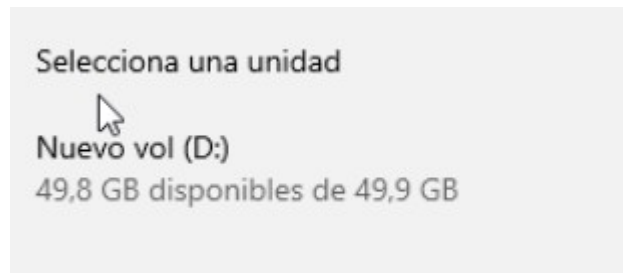 Selecciona una unidad
Nuevo vol (D:)
49,8 GB disponibles de 49,9 GB